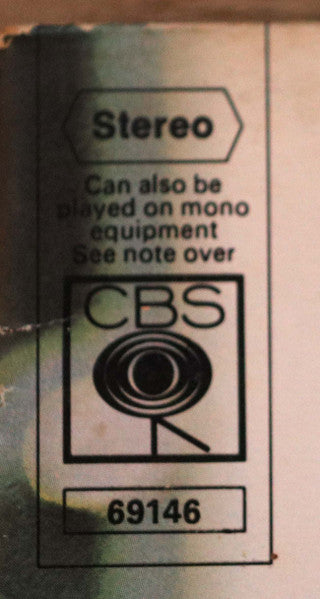 Stereo
Can also be
played on mono
equipment
See note over
CBS
69146